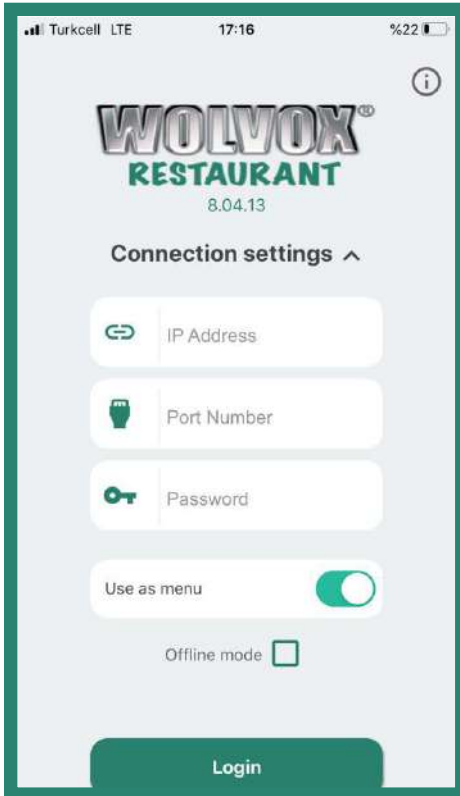 Turkcell LTE 17:16 %22
WOLVOX®
RESTAURANT
8.04.13
Connection settings
IP Address
Port Number
Password
Use as menu
Offline mode
Login